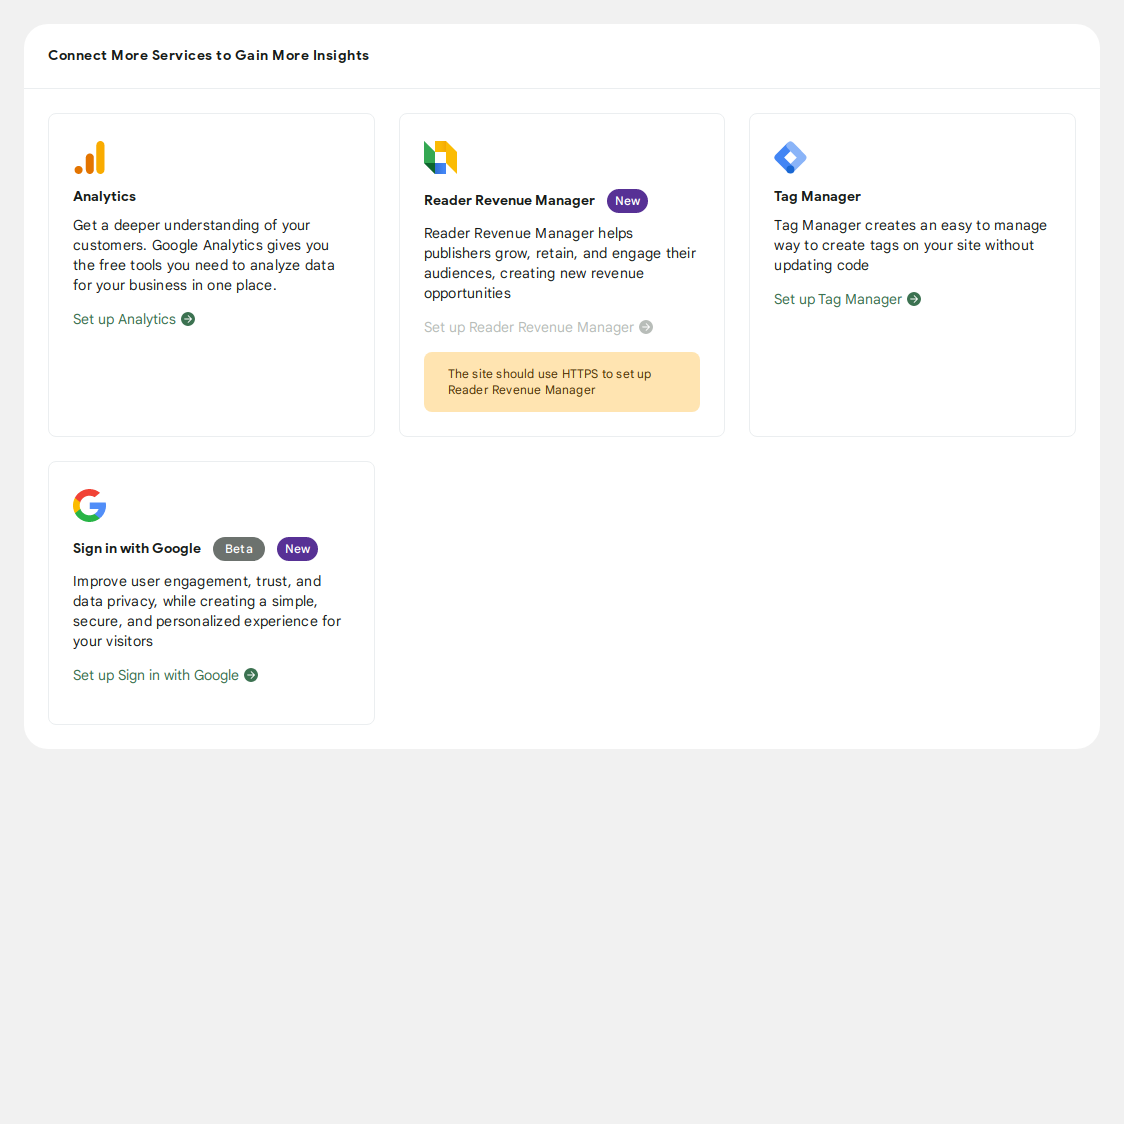 Connect More Services to Gain More Insights
Analytics
Get a deeper understanding of your
customers. Google Analytics gives you
the free tools you need to analyze data
for your business in one place.
Set up Analytics
Reader Revenue Manager New
Reader Revenue Manager helps
publishers grow, retain, and engage their
audiences, creating new revenue
opportunities
Set up Reader Revenue Manager
The site should use HTTPS to set up
Reader Revenue Manager
Tag Manager
Tag Manager creates an easy to manage
way to create tags on your site without
updating code
Set up Tag Manager
Sign in with Google Beta New
Improve user engagement, trust, and
data privacy, while creating a simple,
secure, and personalized experience for
your visitors
Set up Sign in with Google